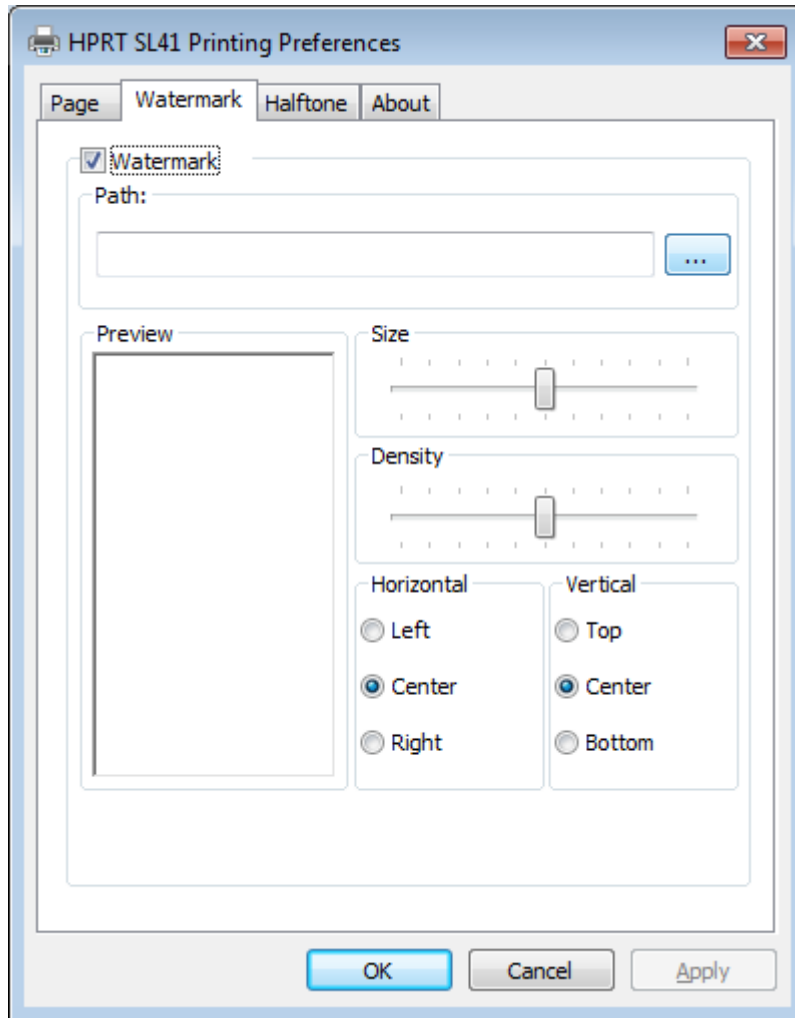 HPRT SL41 Printing Preferences
Page Watermark Halftone About
Watermark
Path:
...
Preview
Size
Density
Horizontal Vertical
Left Top
Center Center
Right Bottom
OK Cancel Apply